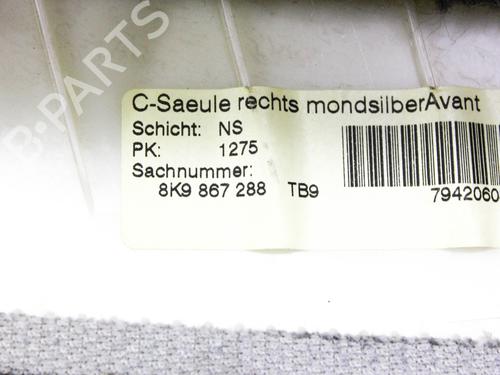 B-PARTS
C-Saeule rechts mondsilberAvant
Schicht: NS
PK: 1275
Sachnummer:
8K9 867 288 TB9
7942060